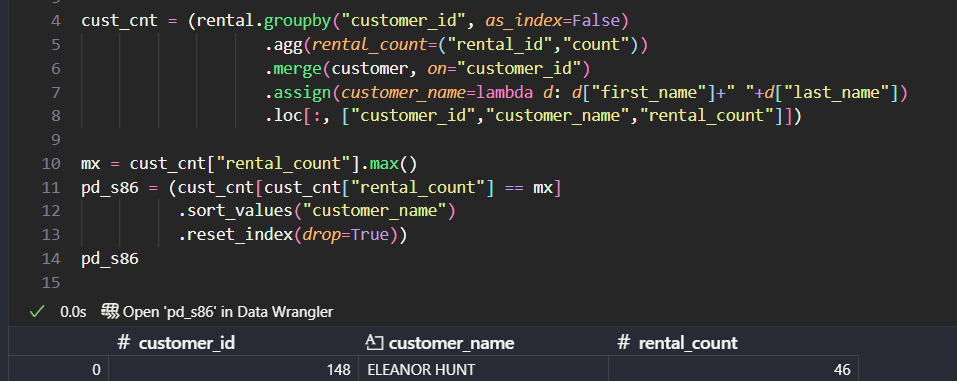 4 cust_cnt = (rental.groupby("customer_id", as_index=False)
5 .agg(rental_count=("rental_id","count"))
6 .merge(customer, on="customer_id")
7 .assign(customer_name=lambda d: d["first_name"]+" "+d["last_name"])
8 .loc[:, ["customer_id","customer_name","rental_count"]])
9
10 mx = cust_cnt["rental_count"].max()
11 pd_s86 = (cust_cnt[cust_cnt["rental_count"] == mx]
12 .sort_values("customer_name")
13 .reset_index(drop=True))
14 pd_s86
15
0.0s Open 'pd_s86' in Data Wrangler
# customer_id A customer_name # rental_count
0 148 ELEANOR HUNT 46